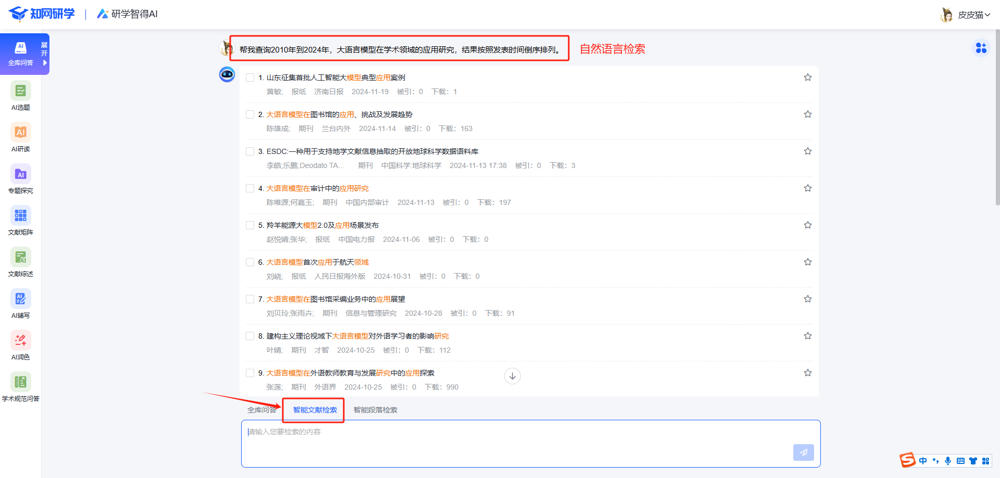 知网研学
研学智得AI
皮皮猫
AI
全库问答
展开
AI选题
AI
AI研读
AI
专题探究
文献矩阵
AI
文献综述
AI
AI辅写
AI润色
学术规范问答
帮我查询2010年到2024年，大语言模型在学术领域的应用研究，结果按照发表时间倒序排列。
自然语言检索
1. 山东征集首批人工智能大模型典型应用案例
黄敏; 报纸 济南日报 2024-11-19 被引：0 下载：1
2. 大语言模型在图书馆的应用、挑战及发展趋势
陈雄成; 期刊 兰台内外 2024-11-14 被引：0 下载：163
3. ESDC:一种用于支持地学文献信息抽取的开放地球科学数据语料库
李皓;乐鹏;Deodato TA... 期刊 中国科学:地球科学 2024-11-13 17:38 被引：0 下载：3
4. 大语言模型在审计中的应用研究
陈唯源;何嘉玉; 期刊 中国内部审计 2024-11-13 被引：0 下载：197
5. 羚羊能源大模型2.0及应用场景发布
赵悦婧;张华; 报纸 中国电力报 2024-11-06 被引：0 下载：0
6. 大语言模型首次应用于航天领域
刘峣; 报纸 人民日报海外版 2024-10-31 被引：0 下载：0
7. 大语言模型在图书馆采编业务中的应用展望
刘贝玲;张雨卉; 期刊 信息与管理研究 2024-10-28 被引：0 下载：91
8. 建构主义理论视域下大语言模型对外语学习者的影响研究
叶婧; 期刊 才智 2024-10-25 被引：0 下载：112
9. 大语言模型在外语教师教育与发展研究中的应用探索
张莲; 期刊 外语界 2024-10-25 被引：0 下载：990
全库问答 智能文献检索 智能段落检索
请输入您要检索的内容
S 中